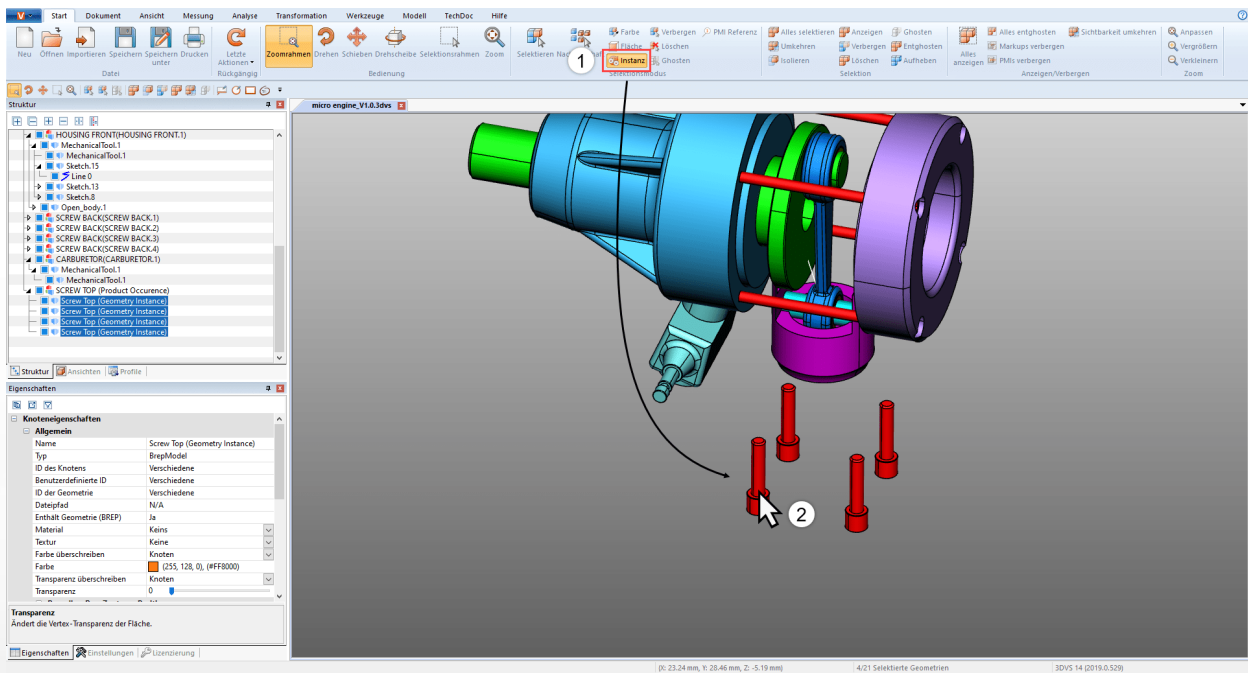 Start Dokument Ansicht Messung Analyse Transformation Werkzeuge Modell TechDoc Hilfe
Neu Öffnen Importieren Speichern Speichern unter Drucken
Datei
Letzte Aktionen
Rückgängig
Zoomrahmen Drehen Schieben Drehscheibe Selektionsrahmen Zoom
Bedienung
Selektieren
Farbe Verbergen PMI Referenz
Fläche Löschen
Instanz Ghosten
Selektionsmodus
Alles selektieren Anzeigen Ghosten
Umkehren Verbergen Entghosten
Isolieren Löschen Aufheben
Selektion
Alles anzeigen
Alles entghosten Sichtbarkeit umkehren
Markups verbergen
PMIs verbergen
Anzeigen/Verbergen
Anpassen
Vergrößern
Verkleinern
Zoom
1
Struktur
micro engine_V1.0.3dvs
HOUSING FRONT(HOUSING FRONT.1)
MechanicalTool.1
MechanicalTool.1
Sketch.15
Line 0
Sketch.13
Sketch.8
Open_body.1
SCREW BACK(SCREW BACK.1)
SCREW BACK(SCREW BACK.2)
SCREW BACK(SCREW BACK.3)
SCREW BACK(SCREW BACK.4)
CARBURETOR(CARBURETOR.1)
MechanicalTool.1
MechanicalTool.1
SCREW TOP (Product Occurence)
Screw Top (Geometry Instance)
Screw Top (Geometry Instance)
Screw Top (Geometry Instance)
Screw Top (Geometry Instance)
Struktur Ansichten Profile
Eigenschaften
Knoteneigenschaften
Allgemein
Name Screw Top (Geometry Instance)
Typ BrepModel
ID des Knotens Verschiedene
Benutzerdefinierte ID Verschiedene
ID der Geometrie Verschiedene
Dateipfad N/A
Enthält Geometrie (BREP) Ja
Material Keins
Textur Keine
Farbe überschreiben Knoten
Farbe (255, 128, 0), (#FF8000)
Transparenz überschreiben Knoten
Transparenz 0
Transparenz
Ändert die Vertex-Transparenz der Fläche.
Eigenschaften Einstellungen Lizenzierung
2
[X: 23.24 mm, Y: 28.46 mm, Z: -5.19 mm] 4/21 Selektierte Geometrien 3DVS 14 (2019.0.529)